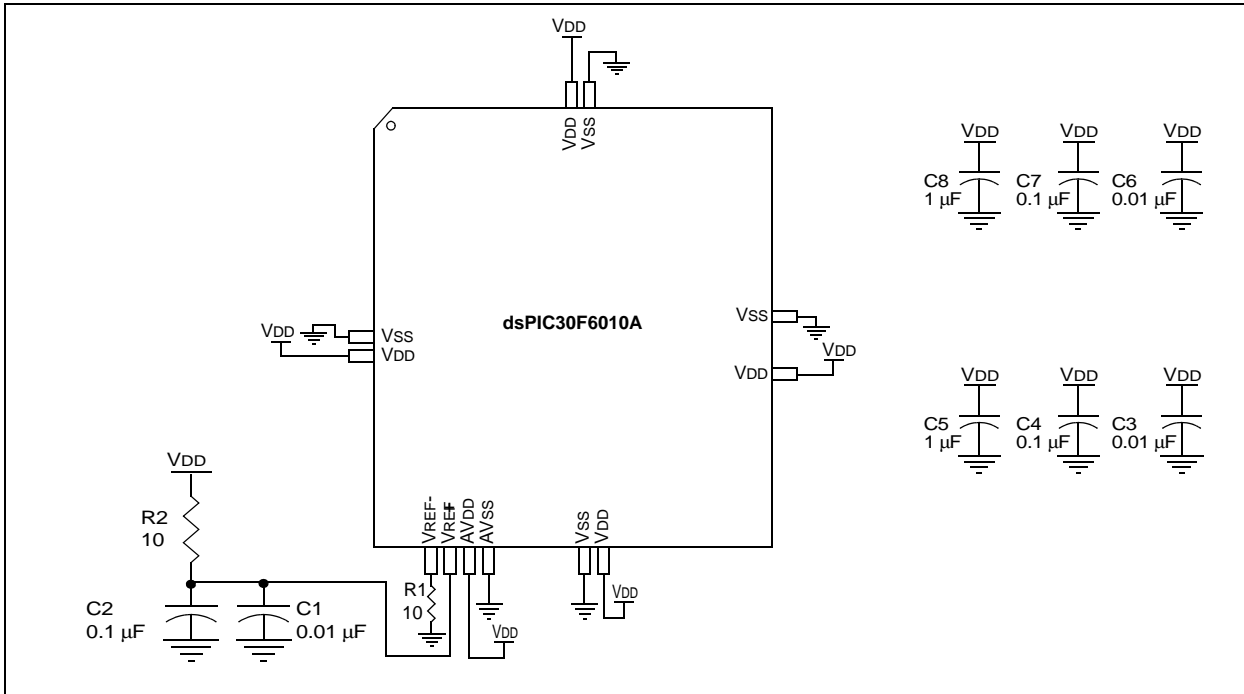 VDD
VDD
VSS
VDD
VDD
VDD
C8
1 μF
C7
0.1 μF
C6
0.01 μF
dsPIC30F6010A
VDD
VSS
VDD
VSS
VDD
VDD
VDD
VDD
VDD
C5
1 μF
C4
0.1 μF
C3
0.01 μF
VDD
R2
10
C2
0.1 μF
C1
0.01 μF
VREF-
VREF+
AVDD
AVSS
VSS
VDD
R1
10
VDD
VDD